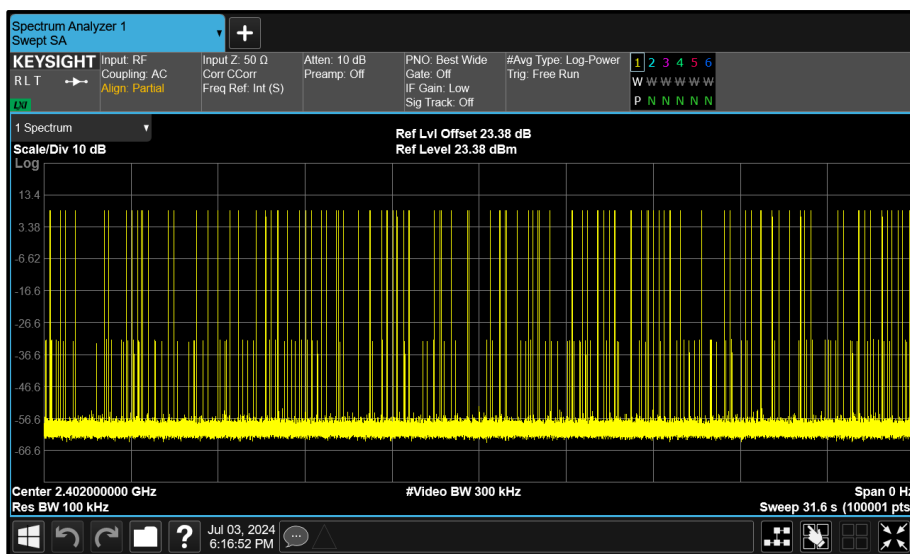 Spectrum Analyzer 1
Swept SA
KEYSIGHT
RLT
LXI
Input: RF
Coupling: AC
Align: Partial
Input Z: 50 Ω
Corr CCorr
Freq Ref: Int (S)
Atten: 10 dB
Preamp: Off
PNO: Best Wide
Gate: Off
IF Gain: Low
Sig Track: Off
#Avg Type: Log-Power
Trig: Free Run
1 2 3 4 5 6
W W W W W W
P N N N N N
1 Spectrum
Scale/Div 10 dB
Ref Lvl Offset 23.38 dB
Ref Level 23.38 dBm
Log
13.4
3.38
-6.62
-16.6
-26.6
-36.6
-46.6
-56.6
-66.6
Center 2.402000000 GHz
#Video BW 300 kHz
Span 0 Hz
Res BW 100 kHz
Sweep 31.6 s (100001 pts
?
Jul 03, 2024
6:16:52 PM